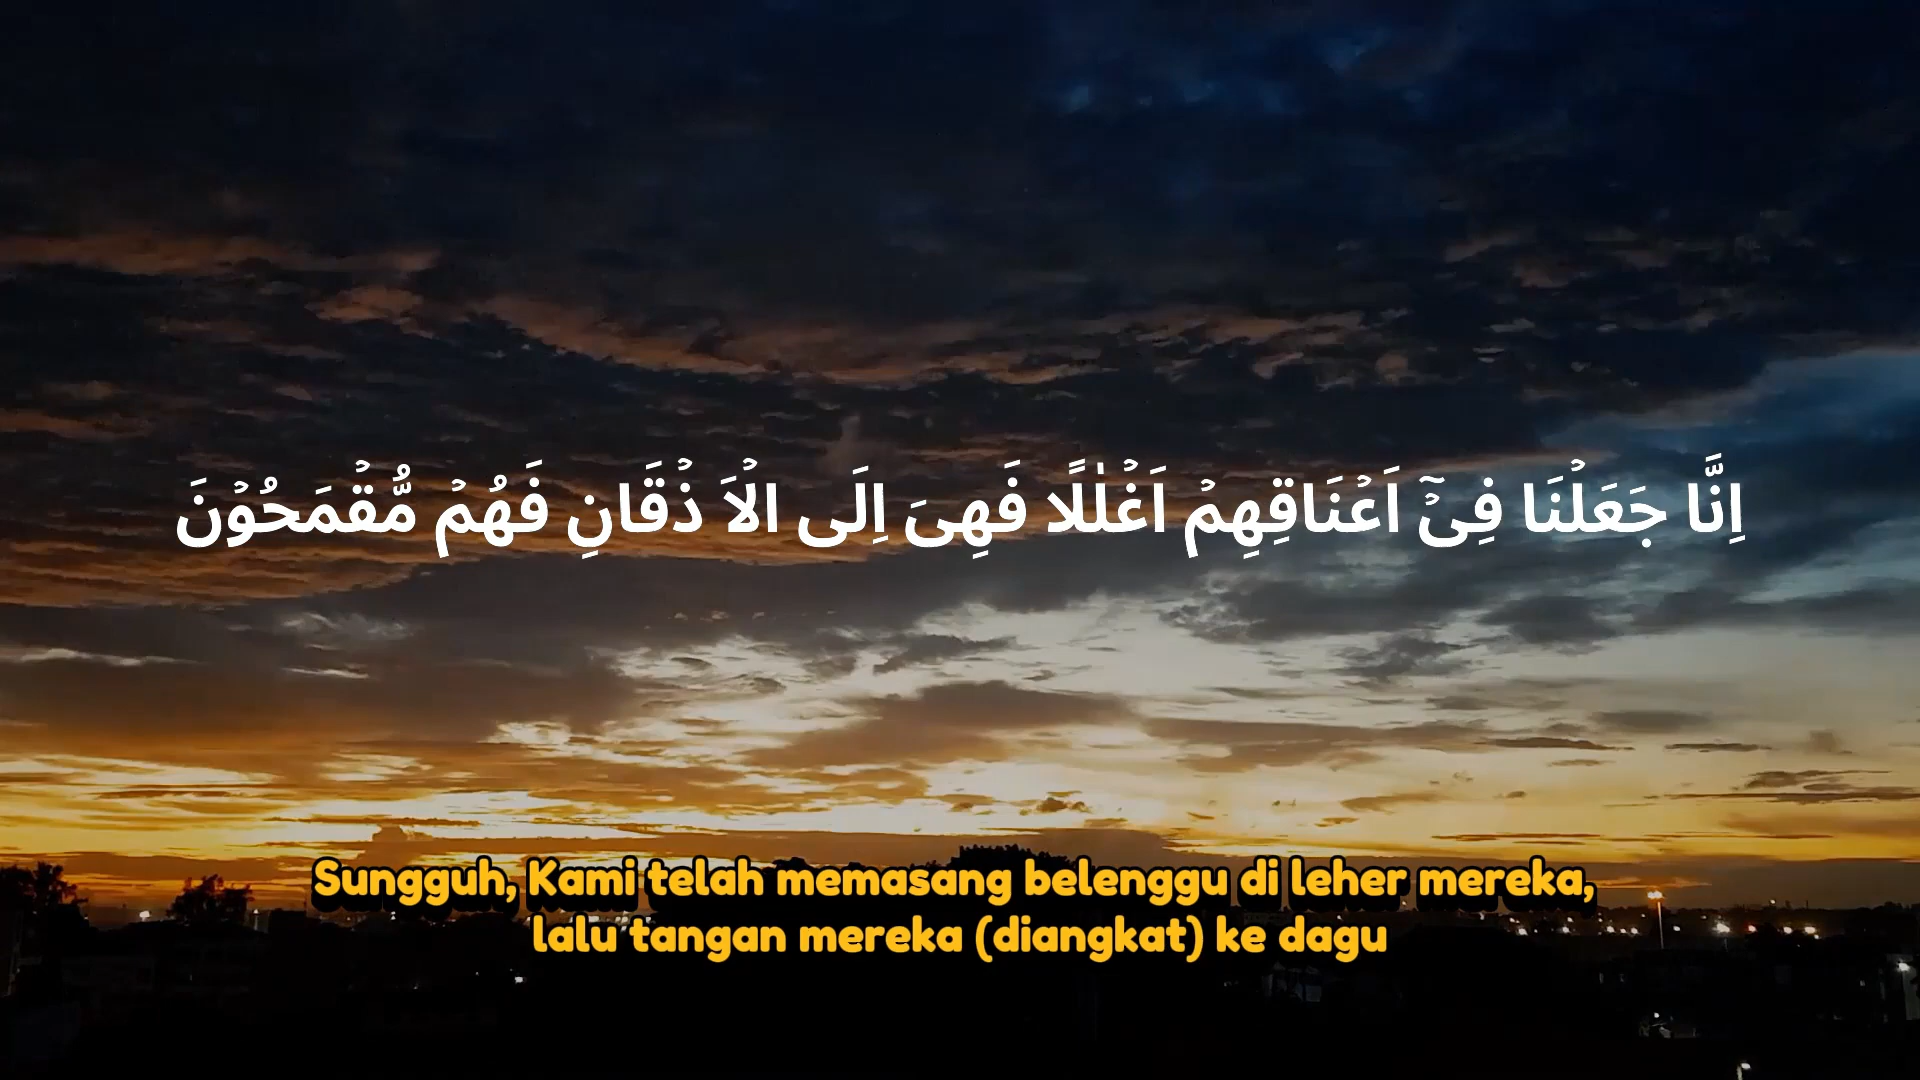 اِنَّا جَعَلۡنَا فِىۡۤ اَعۡنَاقِهِمۡ اَغۡلٰلًا فَهِىَ اِلَى الۡاَ ذۡقَانِ فَهُمۡ مُّقۡمَحُوۡنَ
Sungguh, Kami telah memasang belenggu di leher mereka,
lalu tangan mereka (diangkat) ke dagu